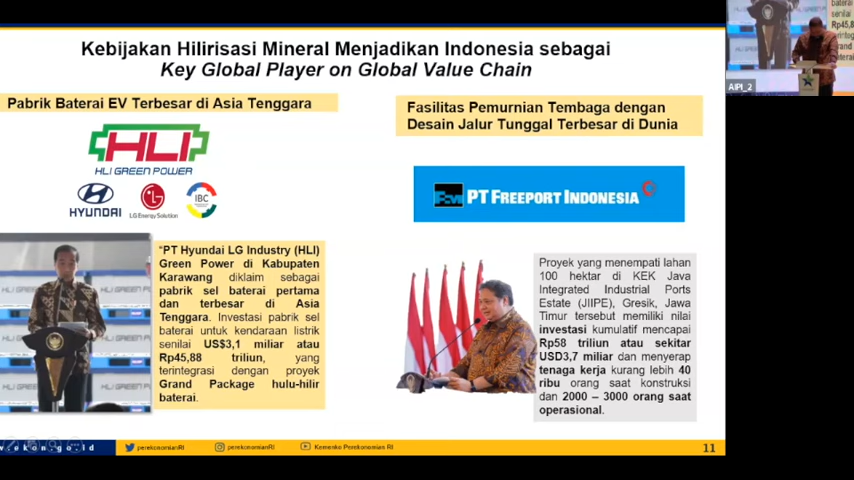 Kebijakan Hilirisasi Mineral Menjadikan Indonesia sebagai
Key Global Player on Global Value Chain
Pabrik Baterai EV Terbesar di Asia Tenggara
HLI
HLI GREEN POWER
HYUNDAI
LG Energy Solution
IBC
“PT Hyundai LG Industry (HLI)
Green Power di Kabupaten
Karawang diklaim sebagai
pabrik sel baterai pertama
dan terbesar di Asia
Tenggara. Investasi pabrik sel
baterai untuk kendaraan listrik
senilai US$3,1 miliar atau
Rp45,88 triliun, yang
terintegrasi dengan proyek
Grand Package hulu-hilir
baterai.
Fasilitas Pemurnian Tembaga dengan
Desain Jalur Tunggal Terbesar di Dunia
PT FREEPORT INDONESIA
Proyek yang menempati lahan
100 hektar di KEK Java
Integrated Industrial Ports
Estate (JIIPE), Gresik, Jawa
Timur tersebut memiliki nilai
investasi kumulatif mencapai
Rp58 triliun atau sekitar
USD3,7 miliar dan menyerap
tenaga kerja kurang lebih 40
ribu orang saat konstruksi
dan 2000 – 3000 orang saat
operasional.
w.ekon.go.id
perekonomianRI
perekonomianRI
Kemenko Perekonomian RI
11
AIPI_2